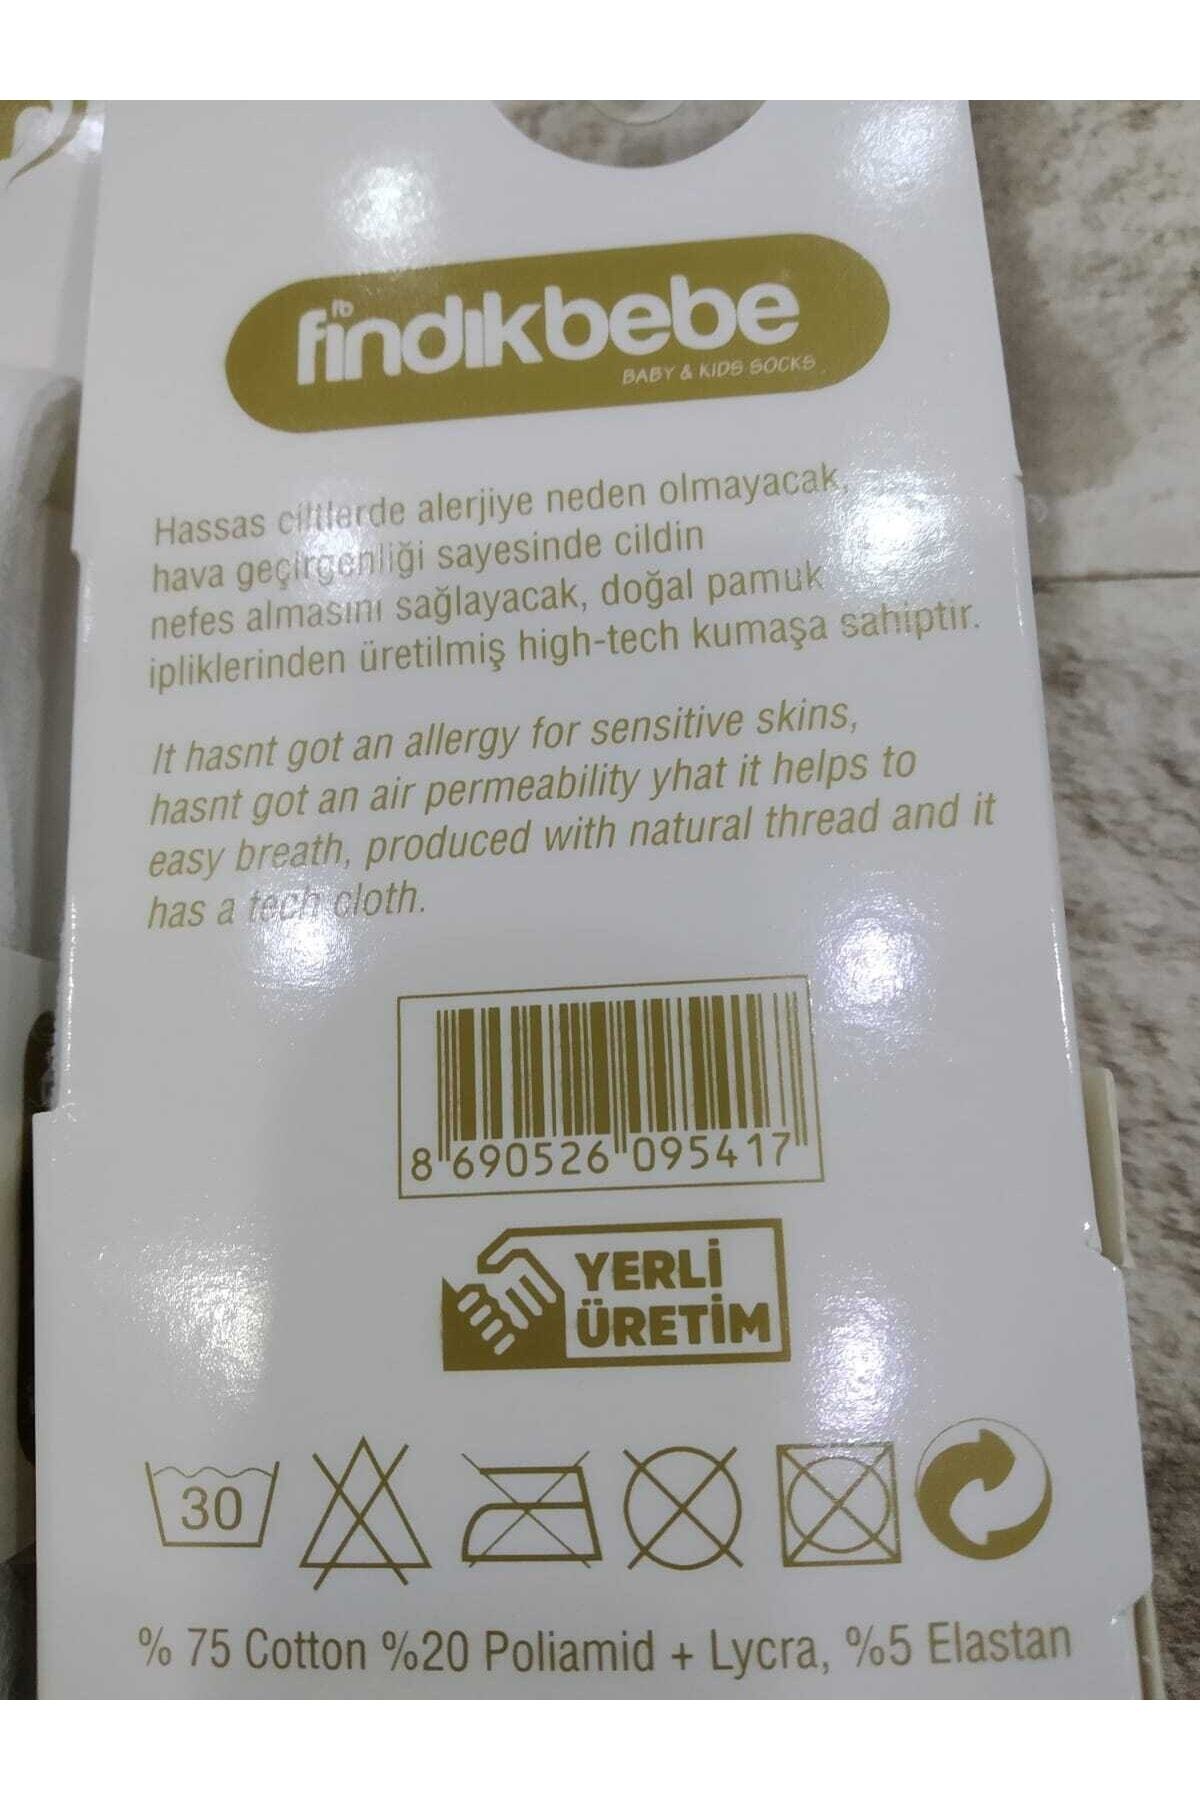 fb
fındıkbebe
BABY & KIDS SOCKS
Hassas ciltlerde alerjiye neden olmayacak,
hava geçirgenliği sayesinde cildin
nefes almasını sağlayacak, doğal pamuk
ipliklerinden üretilmiş high-tech kumaşa sahiptir.
It hasnt got an allergy for sensitive skins,
hasnt got an air permeability yhat it helps to
easy breath, produced with natural thread and it
has a tech cloth.
8 690526 095417
YERLİ
ÜRETİM
30
% 75 Cotton %20 Poliamid + Lycra, %5 Elastan